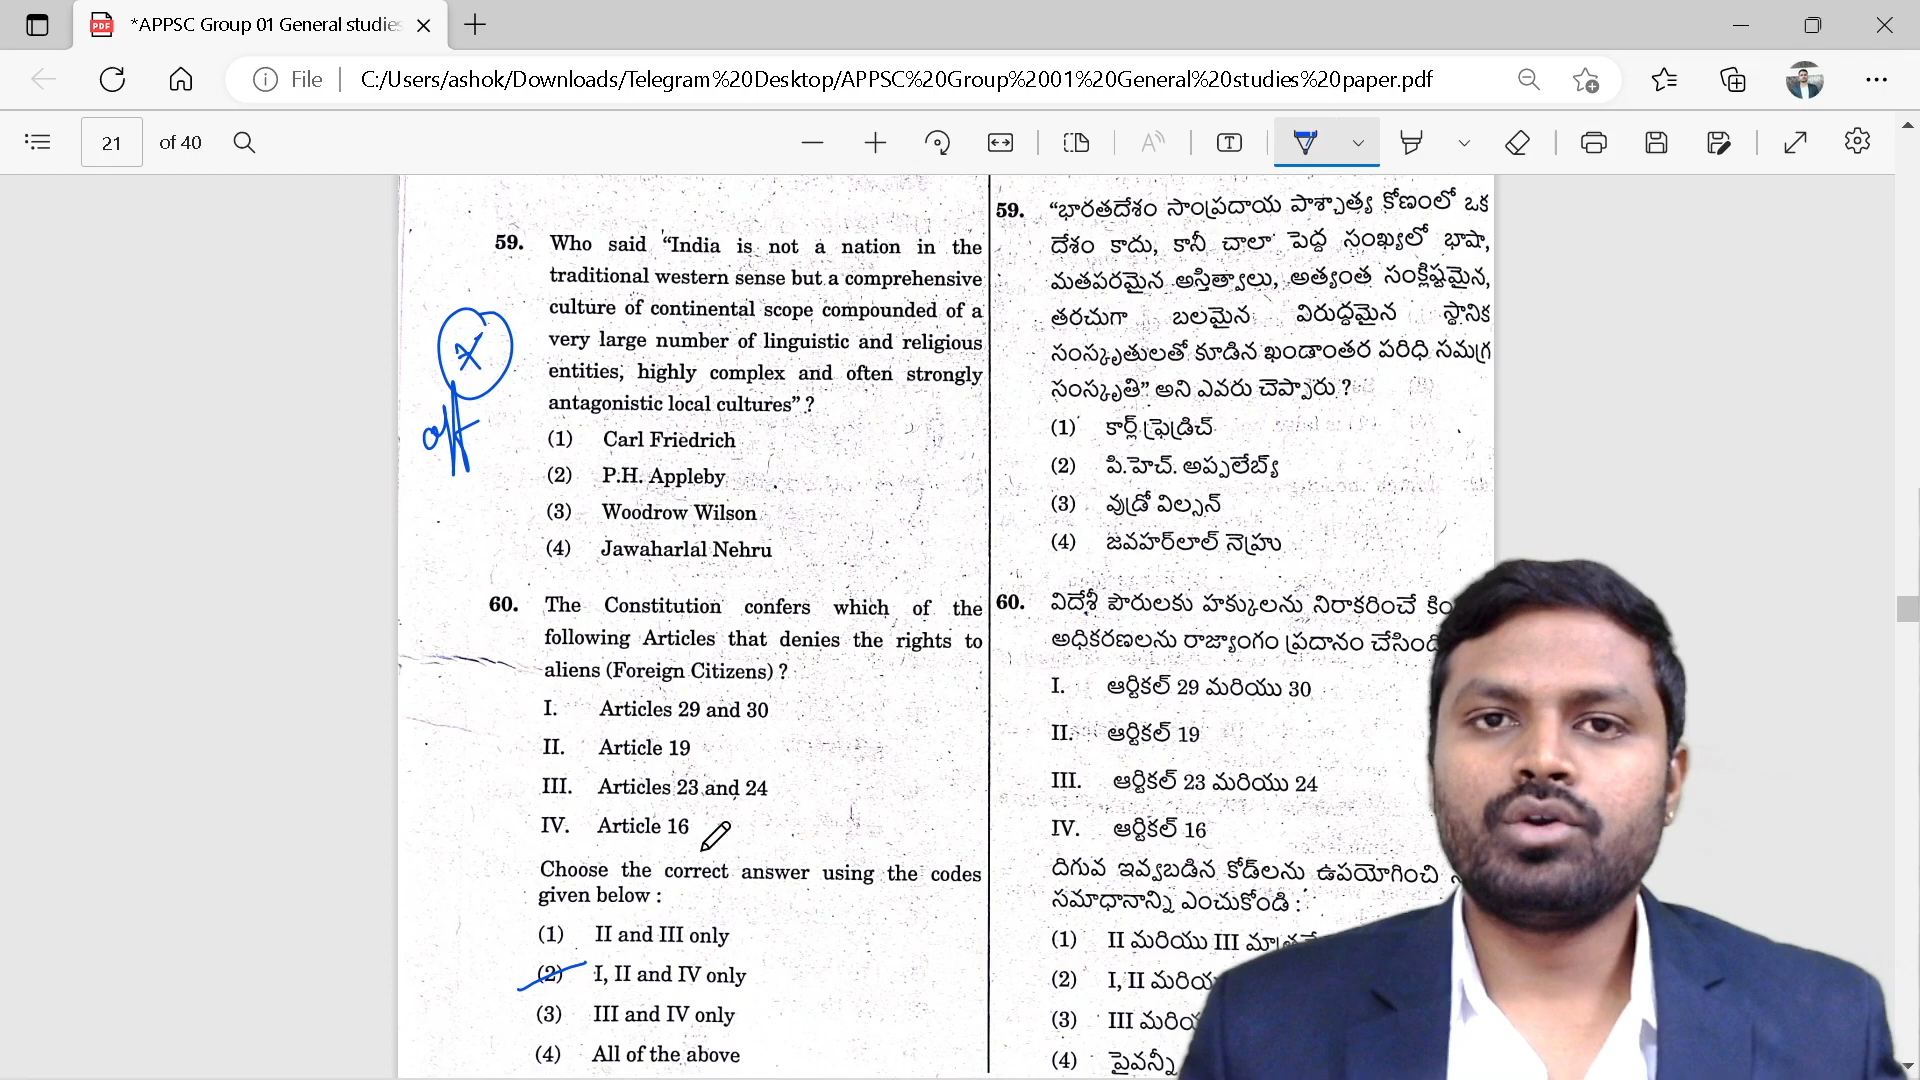 *APPSC Group 01 General studies
File
C:/Users/ashok/Downloads/Telegram%20Desktop/APPSC%20Group%2001%20General%20studies%20paper.pdf
21 of 40
59. Who said "India is not a nation in the
traditional western sense but a comprehensive
culture of continental scope compounded of a
very large number of linguistic and religious
entities, highly complex and often strongly
antagonistic local cultures" ?
(1) Carl Friedrich
(2) P.H. Appleby
(3) Woodrow Wilson
(4) Jawaharlal Nehru
60. The Constitution confers which of the
following Articles that denies the rights to
aliens (Foreign Citizens) ?
I. Articles 29 and 30
II. Article 19
III. Articles 23 and 24
IV. Article 16
Choose the correct answer using the codes
given below :
(1) II and III only
(2) I, II and IV only
(3) III and IV only
(4) All of the above
59. "భారతదేశం సాంప్రదాయ పాశ్చాత్య కోణంలో ఒక
దేశం కాదు, కానీ చాలా పెద్ద సంఖ్యలో భాషా,
మతపరమైన అస్తిత్వాలు, అత్యంత సంక్లిష్టమైన,
తరచుగా బలమైన విరుద్ధమైన స్థానిక
సంస్కృతులతో కూడిన ఖండాంతర పరిధి సమగ్ర
సంస్కృతి" అని ఎవరు చెప్పారు ?
(1) కార్ల్ ఫ్రెడ్రిచ్
(2) పి.హెచ్. అప్పలేబ్య్
(3) వుడ్రో విల్సన్
(4) జవహర్‌లాల్ నెహ్రు
60. విదేశీ పౌరులకు హక్కులను నిరాకరించే
అధికరణలను రాజ్యాంగం ప్రదానం
I. ఆర్టికల్ 29 మరియు 30
II. ఆర్టికల్ 19
III. ఆర్టికల్ 23 మరియు 24
IV. ఆర్టికల్ 16
దిగువ ఇవ్వబడిన కోడ్‌లను ఉపయోగించి
సమాధానాన్ని ఎంచుకోండి :
(1) II మరియు III
(2) I, II
(3) III
(4) పైవన్నీ